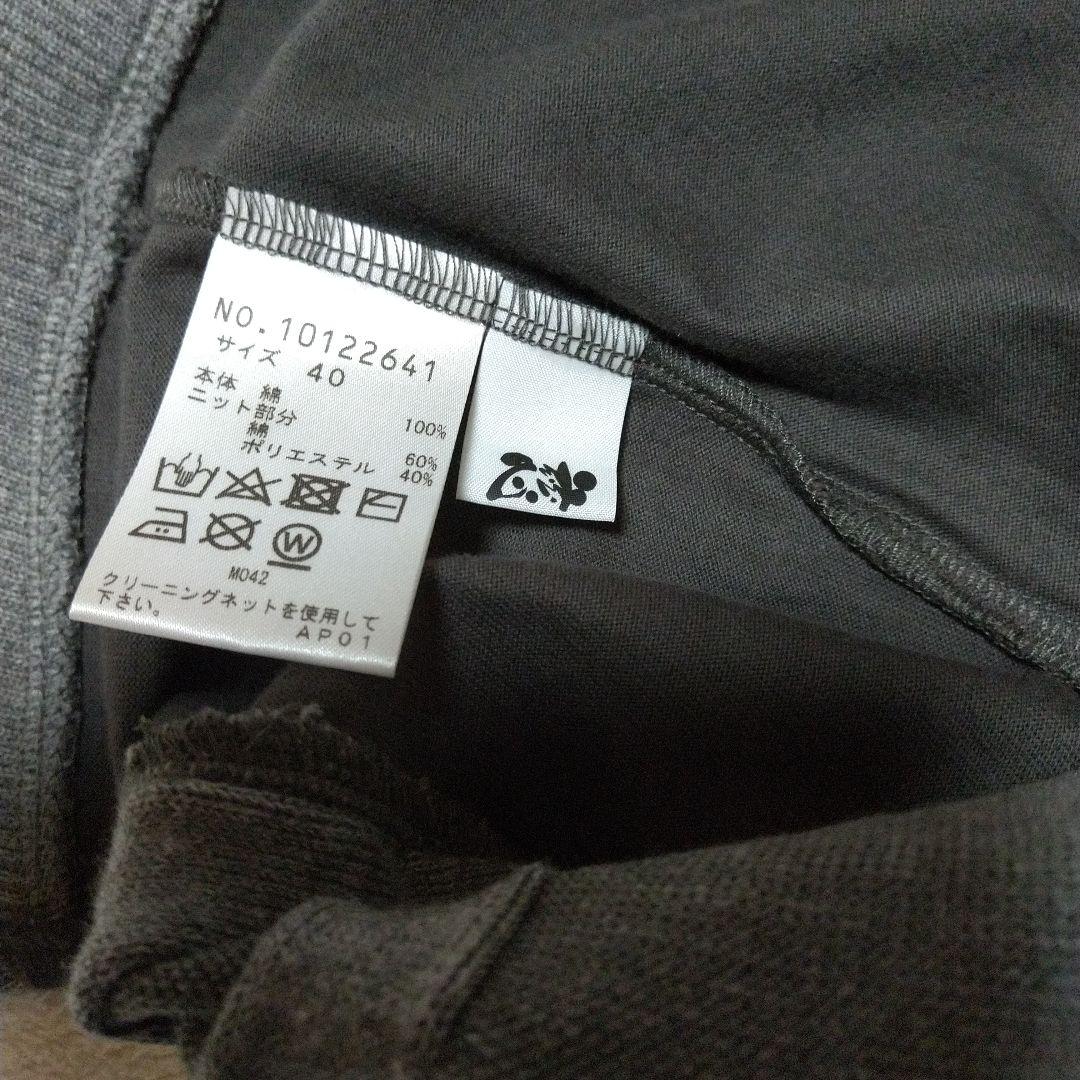 NO.10122641
サイズ 40
本体 綿 100%
ニット部分
綿 60%
ポリエステル 40%
W
M042
クリーニングネットを使用して
下さい。
AP01